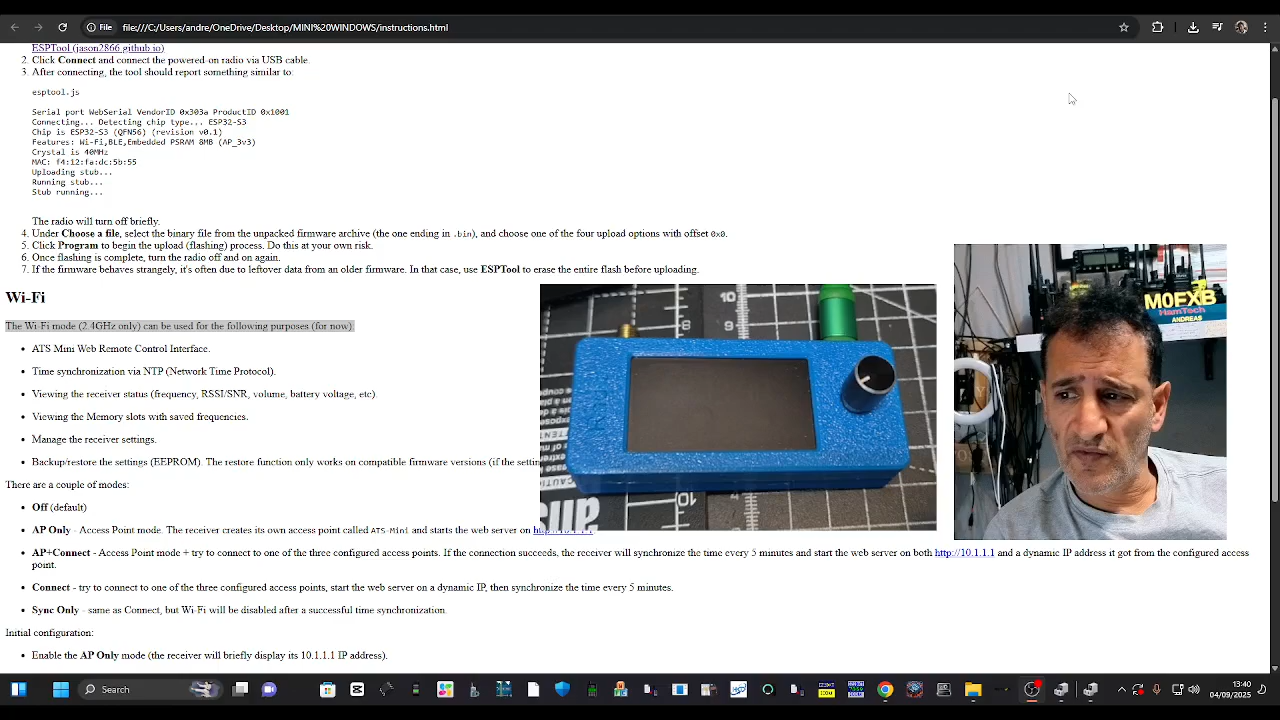 File file:///C:/Users/andre/OneDrive/Desktop/MINI%20WINDOWS/instructions.html
ESPTool (jason2866.github.io)
2. Click Connect and connect the powered-on radio via USB cable.
3. After connecting, the tool should report something similar to:
esptool.js
Serial port WebSerial VendorID 0x303a ProductID 0x1001
Connecting... Detecting chip type... ESP32-S3
Chip is ESP32-S3 (QFN56) (revision v0.1)
Features: Wi-Fi,BLE,Embedded PSRAM 8MB (AP_3v3)
Crystal is 40MHz
MAC: f4:12:fa:dc:5b:55
Uploading stub...
Running stub...
Stub running...
The radio will turn off briefly.
4. Under Choose a file, select the binary file from the unpacked firmware archive (the one ending in .bin), and choose one of the four upload options with offset 0x0.
5. Click Program to begin the upload (flashing) process. Do this at your own risk.
6. Once flashing is complete, turn the radio off and on again.
7. If the firmware behaves strangely, it's often due to leftover data from an older firmware. In that case, use ESPTool to erase the entire flash before uploading.
Wi-Fi
The Wi-Fi mode (2.4GHz only) can be used for the following purposes (for now):
• ATS Mini Web Remote Control Interface.
• Time synchronization via NTP (Network Time Protocol).
• Viewing the receiver status (frequency, RSSI/SNR, volume, battery voltage, etc).
• Viewing the Memory slots with saved frequencies.
• Manage the receiver settings.
• Backup/restore the settings (EEPROM). The restore function only works on compatible firmware versions (if the setti
There are a couple of modes:
• Off (default)
• AP Only - Access Point mode. The receiver creates its own access point called ATS-Mini and starts the web server on http://10.1.1.1.
• AP+Connect - Access Point mode + try to connect to one of the three configured access points. If the connection succeeds, the receiver will synchronize the time every 5 minutes and start the web server on both http://10.1.1.1 and a dynamic IP address it got from the configured access
point.
• Connect - try to connect to one of the three configured access points, start the web server on a dynamic IP, then synchronize the time every 5 minutes.
• Sync Only - same as Connect, but Wi-Fi will be disabled after a successful time synchronization.
Initial configuration:
• Enable the AP Only mode (the receiver will briefly display its 10.1.1.1 IP address).
10
9
8
10
CAUTION
M0FXB
HamTech
ANDREAS
Search
13:40
04/09/2025